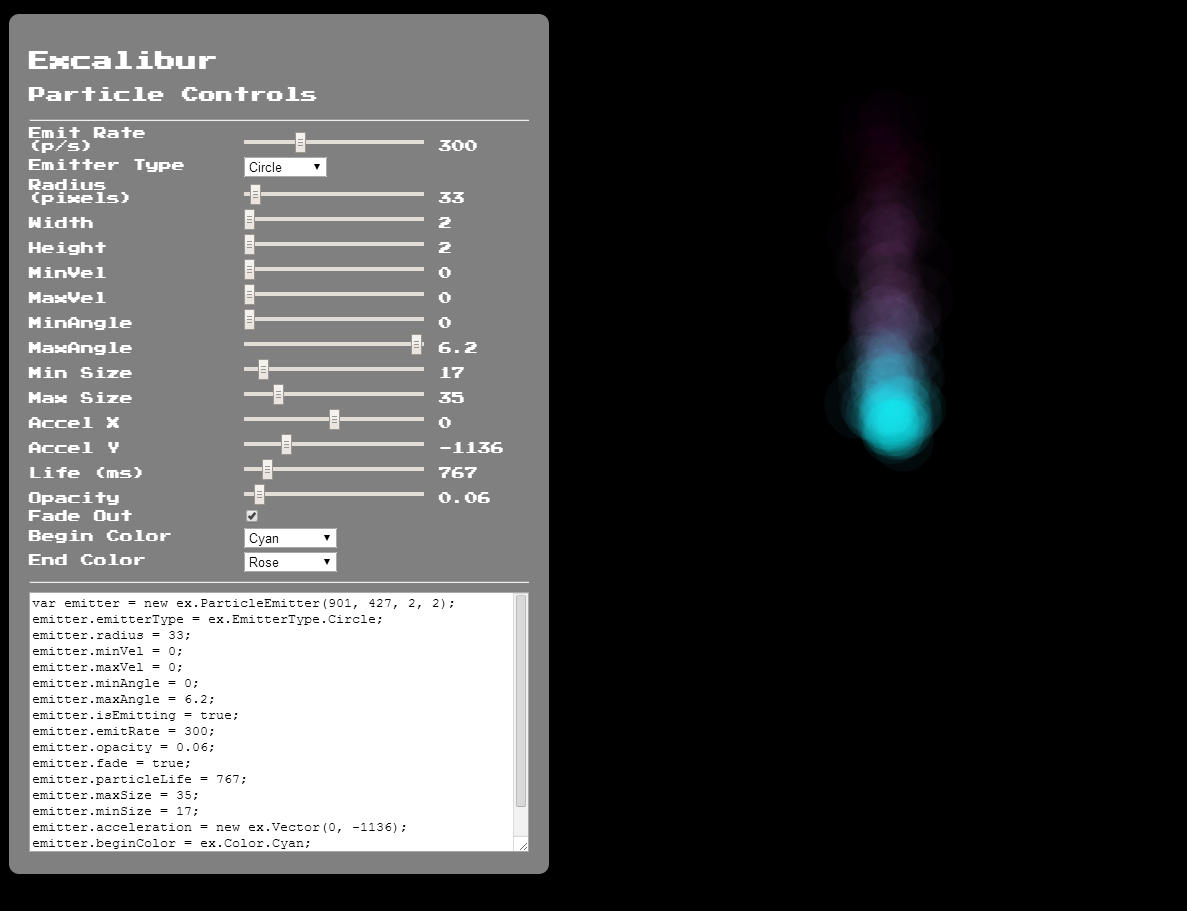 Excalibur
Particle Controls
Emit Rate
(p/s) 300
Emitter Type Circle
Radius
(pixels) 33
Width 2
Height 2
MinVel 0
MaxVel 0
MinAngle 0
MaxAngle 6.2
Min Size 17
Max Size 35
Accel X 0
Accel Y -1136
Life (ms) 767
Opacity 0.06
Fade Out
Begin Color Cyan
End Color Rose
var emitter = new ex.ParticleEmitter(901, 427, 2, 2);
emitter.emitterType = ex.EmitterType.Circle;
emitter.radius = 33;
emitter.minVel = 0;
emitter.maxVel = 0;
emitter.minAngle = 0;
emitter.maxAngle = 6.2;
emitter.isEmitting = true;
emitter.emitRate = 300;
emitter.opacity = 0.06;
emitter.fade = true;
emitter.particleLife = 767;
emitter.maxSize = 35;
emitter.minSize = 17;
emitter.acceleration = new ex.Vector(0, -1136);
emitter.beginColor = ex.Color.Cyan;